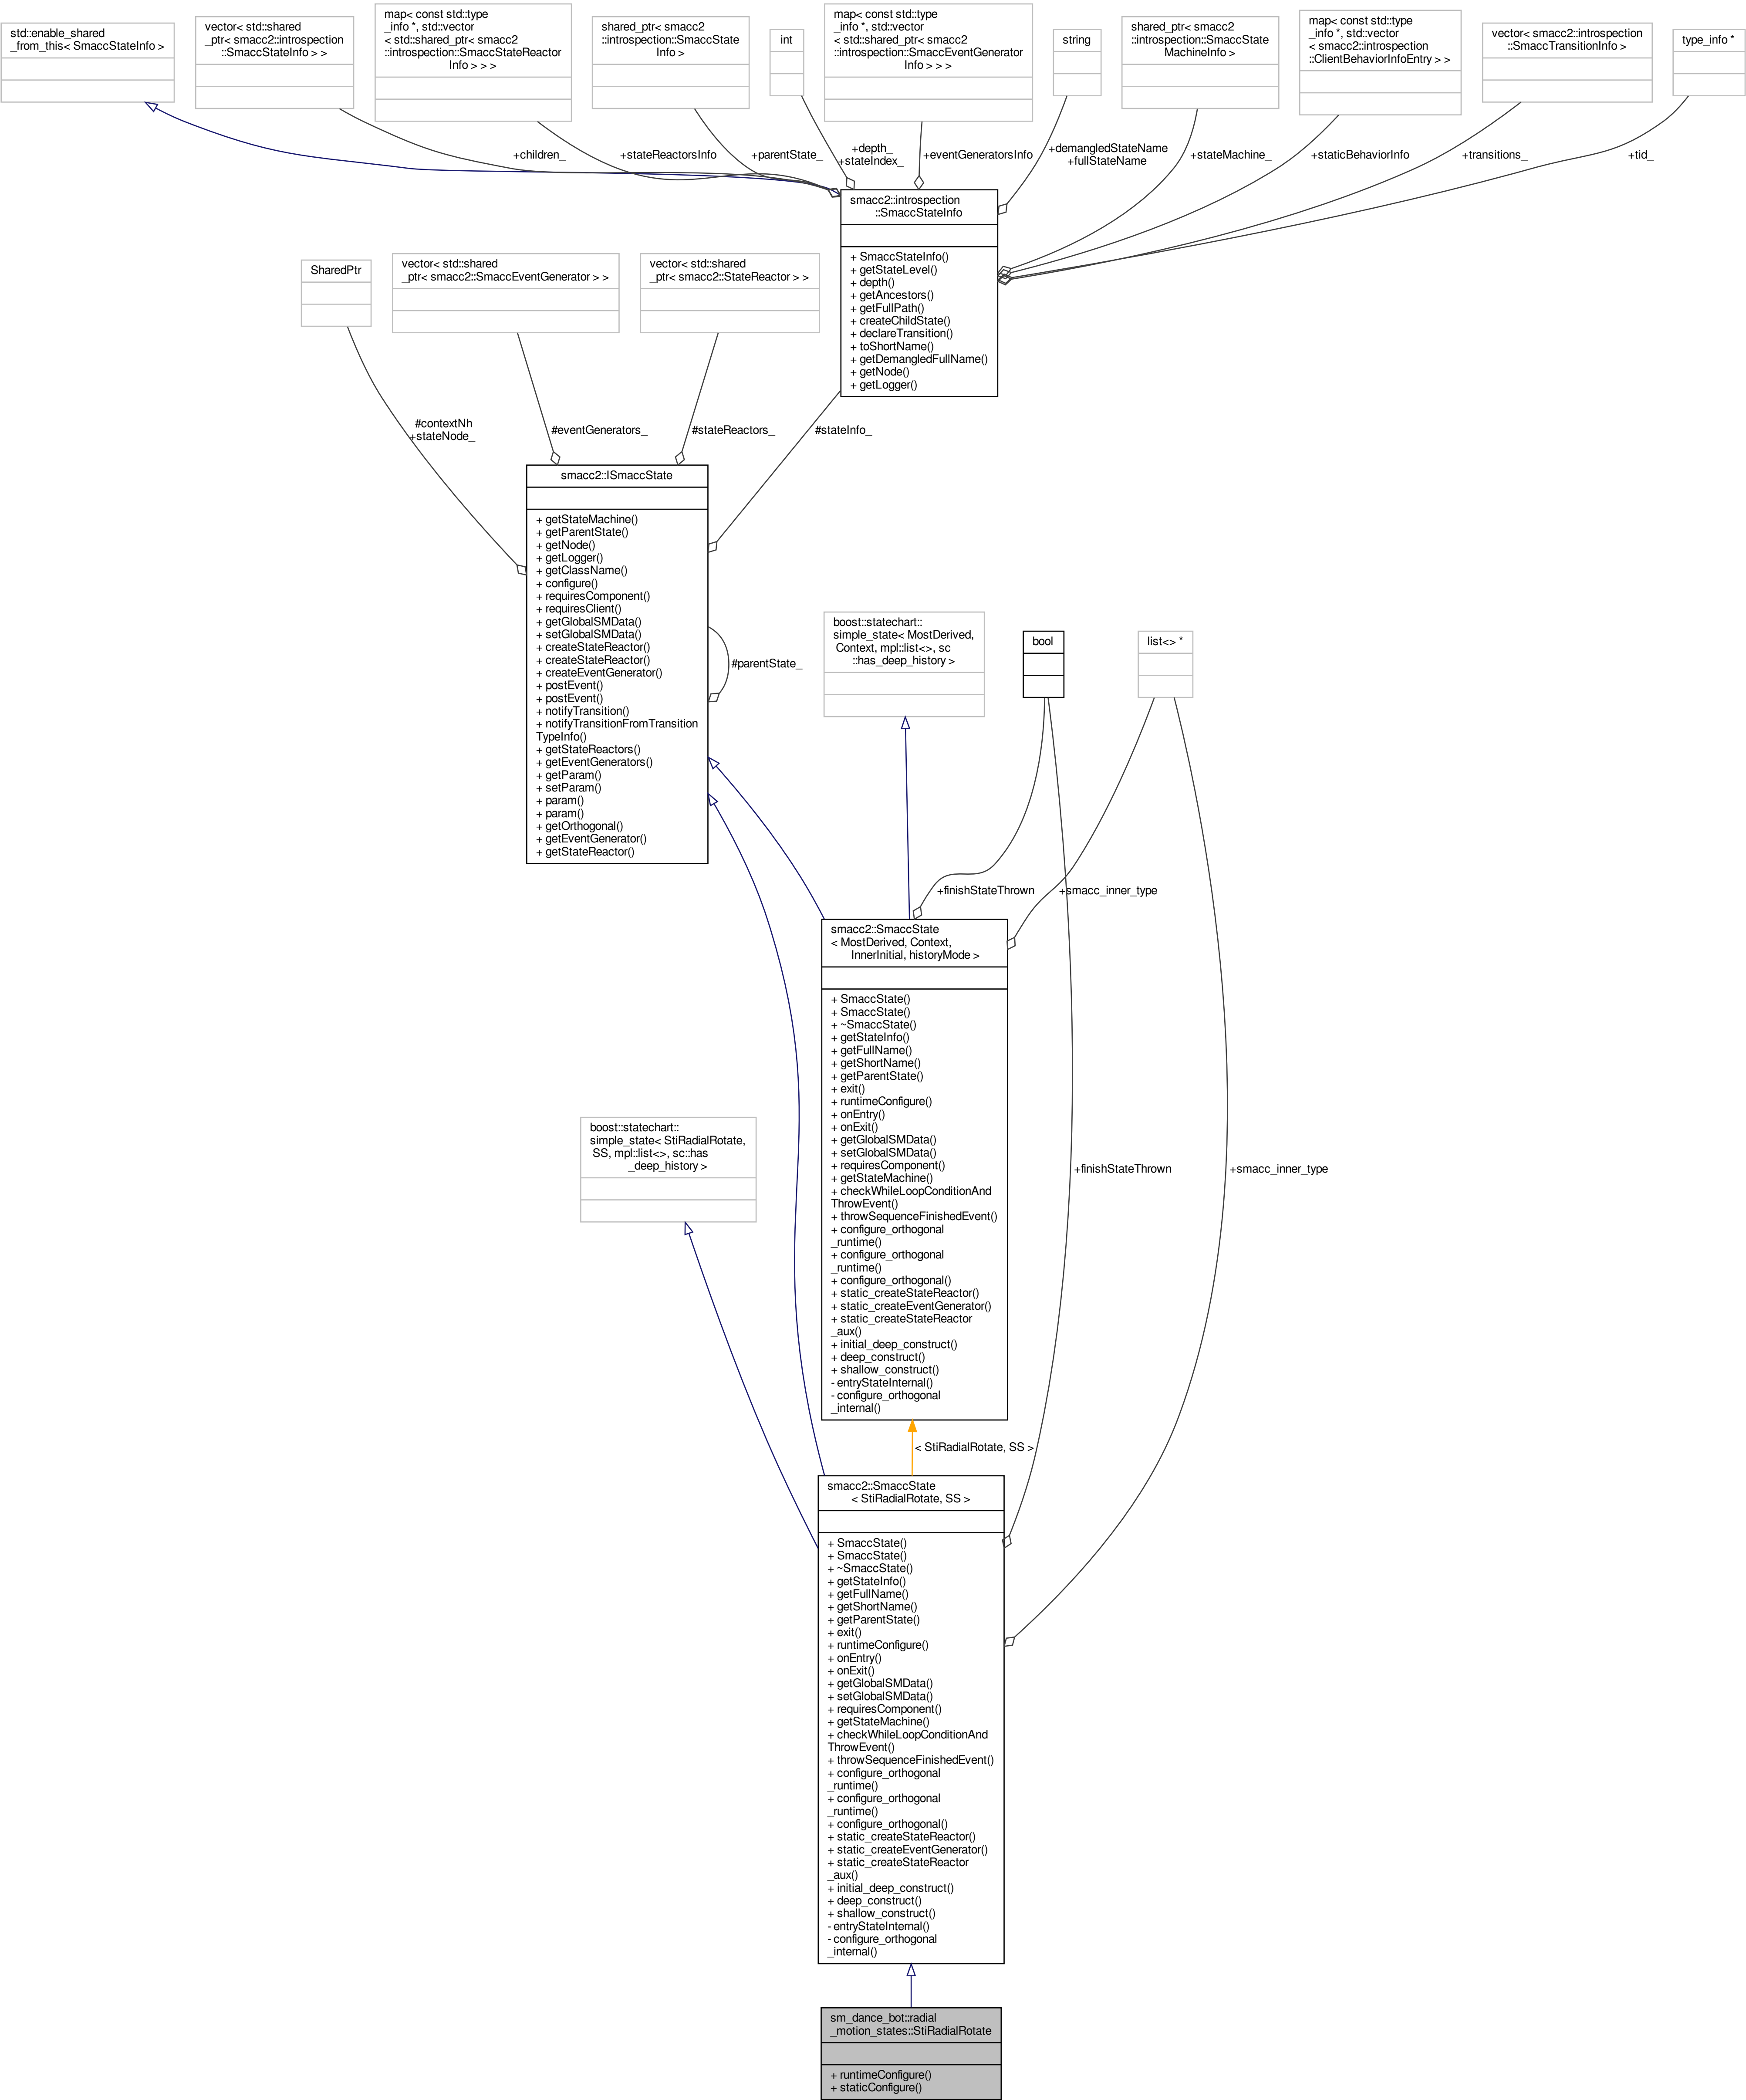 std::enable_shared
_from_this< SmaccStateInfo >
vector< std::shared
_ptr< smacc2::introspection
::SmaccStateInfo > >
map< const std::type
_info *, std::vector
< std::shared_ptr< smacc2
::introspection::SmaccStateReactor
Info > > >
shared_ptr< smacc2
::introspection::SmaccState
Info >
int
map< const std::type
_info *, std::vector
< std::shared_ptr< smacc2
::introspection::SmaccEventGenerator
Info > > >
string
shared_ptr< smacc2
::introspection::SmaccState
MachineInfo >
map< const std::type
_info *, std::vector
< smacc2::introspection
::ClientBehaviorInfoEntry > >
vector< smacc2::introspection
::SmaccTransitionInfo >
type_info *
+children_
+stateReactorsInfo
+parentState_
+depth_
+stateIndex_
+eventGeneratorsInfo
+demangledStateName
+fullStateName
+stateMachine_
+staticBehaviorInfo
+transitions_
+tid_
smacc2::introspection
::SmaccStateInfo
+ SmaccStateInfo()
+ getStateLevel()
+ depth()
+ getAncestors()
+ getFullPath()
+ createChildState()
+ declareTransition()
+ toShortName()
+ getDemangledFullName()
+ getNode()
+ getLogger()
SharedPtr
vector< std::shared
_ptr< smacc2::SmaccEventGenerator > >
vector< std::shared
_ptr< smacc2::StateReactor > >
#contextNh
+stateNode_
#eventGenerators_
#stateReactors_
#stateInfo_
smacc2::ISmaccState
+ getStateMachine()
+ getParentState()
+ getNode()
+ getLogger()
+ getClassName()
+ configure()
+ requiresComponent()
+ requiresClient()
+ getGlobalSMData()
+ setGlobalSMData()
+ createStateReactor()
+ createStateReactor()
+ createEventGenerator()
+ postEvent()
+ postEvent()
+ notifyTransition()
+ notifyTransitionFromTransition
TypeInfo()
+ getStateReactors()
+ getEventGenerators()
+ getParam()
+ setParam()
+ param()
+ param()
+ getOrthogonal()
+ getEventGenerator()
+ getStateReactor()
#parentState_
boost::statechart::
simple_state< MostDerived,
Context, mpl::list<>, sc
::has_deep_history >
bool
list<> *
+finishStateThrown
+smacc_inner_type
smacc2::SmaccState
< MostDerived, Context,
InnerInitial, historyMode >
+ SmaccState()
+ SmaccState()
+ ~SmaccState()
+ getStateInfo()
+ getFullName()
+ getShortName()
+ getParentState()
+ exit()
+ runtimeConfigure()
+ onEntry()
+ onExit()
+ getGlobalSMData()
+ setGlobalSMData()
+ requiresComponent()
+ getStateMachine()
+ checkWhileLoopConditionAnd
ThrowEvent()
+ throwSequenceFinishedEvent()
+ configure_orthogonal
_runtime()
+ configure_orthogonal
_runtime()
+ configure_orthogonal()
+ static_createStateReactor()
+ static_createEventGenerator()
+ static_createStateReactor
_aux()
+ initial_deep_construct()
+ deep_construct()
+ shallow_construct()
- entryStateInternal()
- configure_orthogonal
_internal()
boost::statechart::
simple_state< StiRadialRotate,
SS, mpl::list<>, sc::has
_deep_history >
+finishStateThrown
+smacc_inner_type
< StiRadialRotate, SS >
smacc2::SmaccState
< StiRadialRotate, SS >
+ SmaccState()
+ SmaccState()
+ ~SmaccState()
+ getStateInfo()
+ getFullName()
+ getShortName()
+ getParentState()
+ exit()
+ runtimeConfigure()
+ onEntry()
+ onExit()
+ getGlobalSMData()
+ setGlobalSMData()
+ requiresComponent()
+ getStateMachine()
+ checkWhileLoopConditionAnd
ThrowEvent()
+ throwSequenceFinishedEvent()
+ configure_orthogonal
_runtime()
+ configure_orthogonal
_runtime()
+ configure_orthogonal()
+ static_createStateReactor()
+ static_createEventGenerator()
+ static_createStateReactor
_aux()
+ initial_deep_construct()
+ deep_construct()
+ shallow_construct()
- entryStateInternal()
- configure_orthogonal
_internal()
sm_dance_bot::radial
_motion_states::StiRadialRotate
+ runtimeConfigure()
+ staticConfigure()